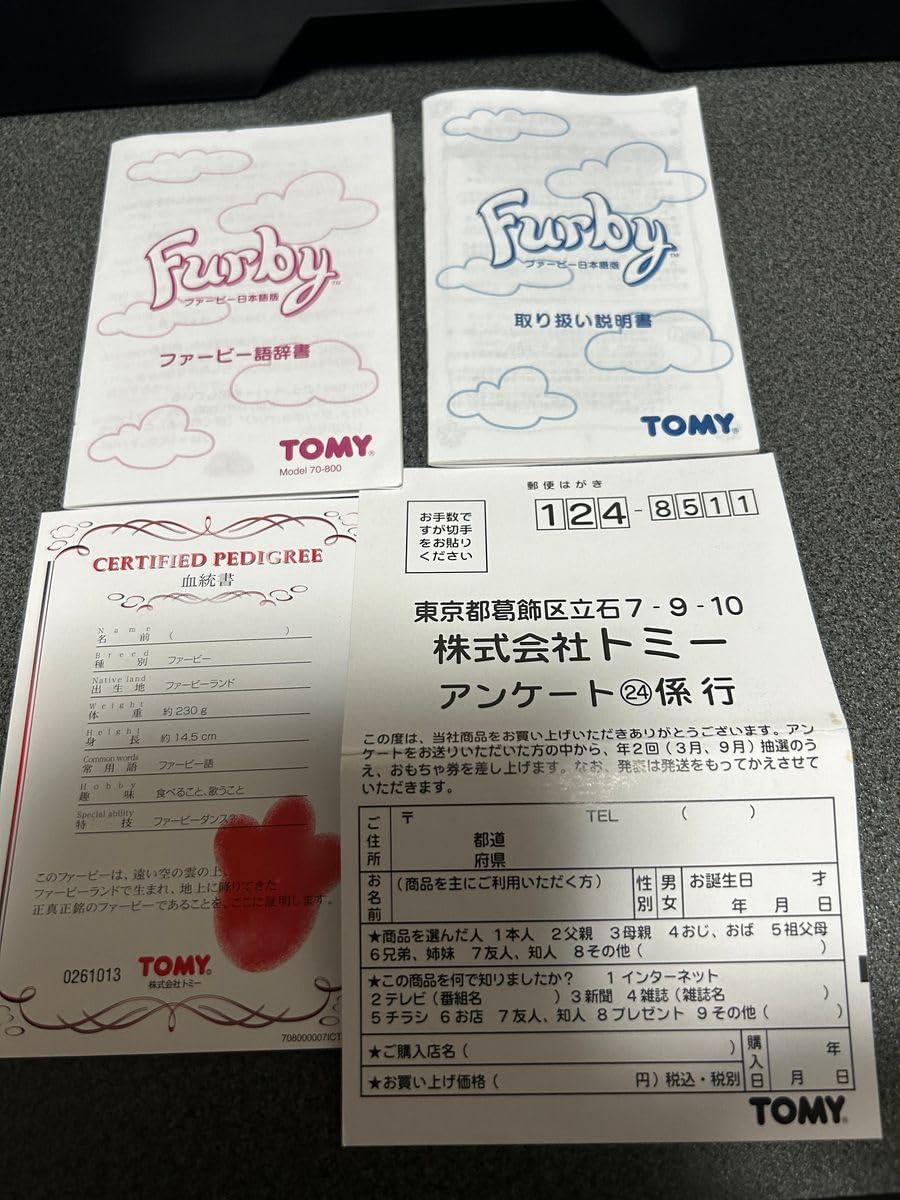 Furby™
ファービー日本語版
ファービー語辞書
TOMY®
Model 70-800
Furby™
ファービー日本語版
取り扱い説明書
TOMY®
CERTIFIED PEDIGREE
血統書
Name
名前 ( )
Breed
種別 ファービー
Native land
出生地 ファービーランド
Weight
体重 約230g
Height
身長 約14.5cm
Common words
常用語 ファービー語
Hobby
趣味 食べること、歌うこと
Special ability
特技 ファービーダンス?
このファービーは、遠い空の雲の上、
ファービーランドで生まれ、地上に降りてきた
正真正銘のファービーであることを、ここに証明します。
0261013 TOMY®
株式会社トミー
708000007ICT
郵便はがき
お手数で
すが切手
をお貼り
ください
124-8511
東京都葛飾区立石7-9-10
株式会社トミー
アンケート㉔係 行
この度は、当社商品をお買い上げいただきありがとうございます。アン
ケートをお送りいただいた方の中から、年2回(3月、9月)抽選のう
え、おもちゃ券を差し上げます。なお、発表は発送をもってかえさせて
いただきます。
ご住所 〒 TEL ( )
都道
府県
お名前 (商品を主にご利用いただく方) 性別 男女 お誕生日 才
年 月 日
★商品を選んだ人 1本人 2父親 3母親 4おじ、おば 5祖父母
6兄弟、姉妹 7友人、知人 8その他( )
★この商品を何で知りましたか? 1インターネット
2テレビ(番組名 ) 3新聞 4雑誌(雑誌名 )
5チラシ 6お店 7友人、知人 8プレゼント 9その他( )
★ご購入店名( ) 購入日 年
★お買い上げ価格( 円)税込・税別 月 日
TOMY®